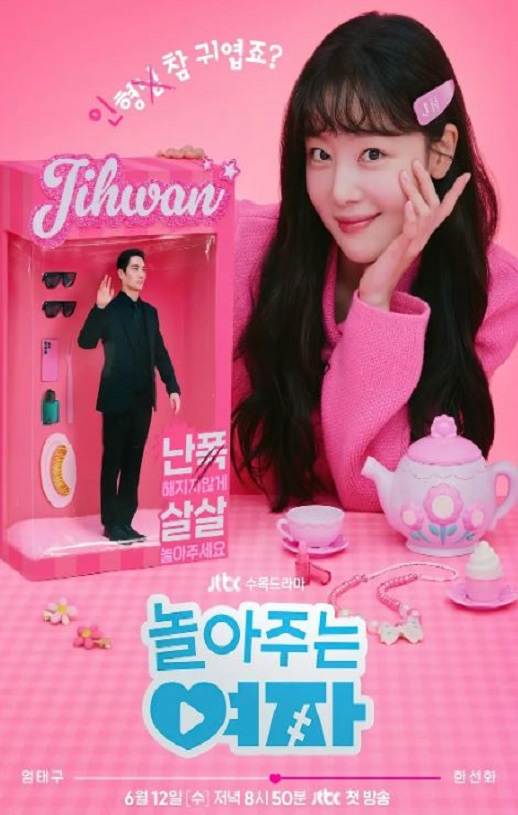 인형인 참 귀엽죠?
Jihwan
JH
난폭
해지지않게
살살
놀아주세요
JTBC 수목드라마
놀아주는
여자
엄태구
한선화
6월 12일 [수] 저녁 8시 50분 JTBC 첫 방송